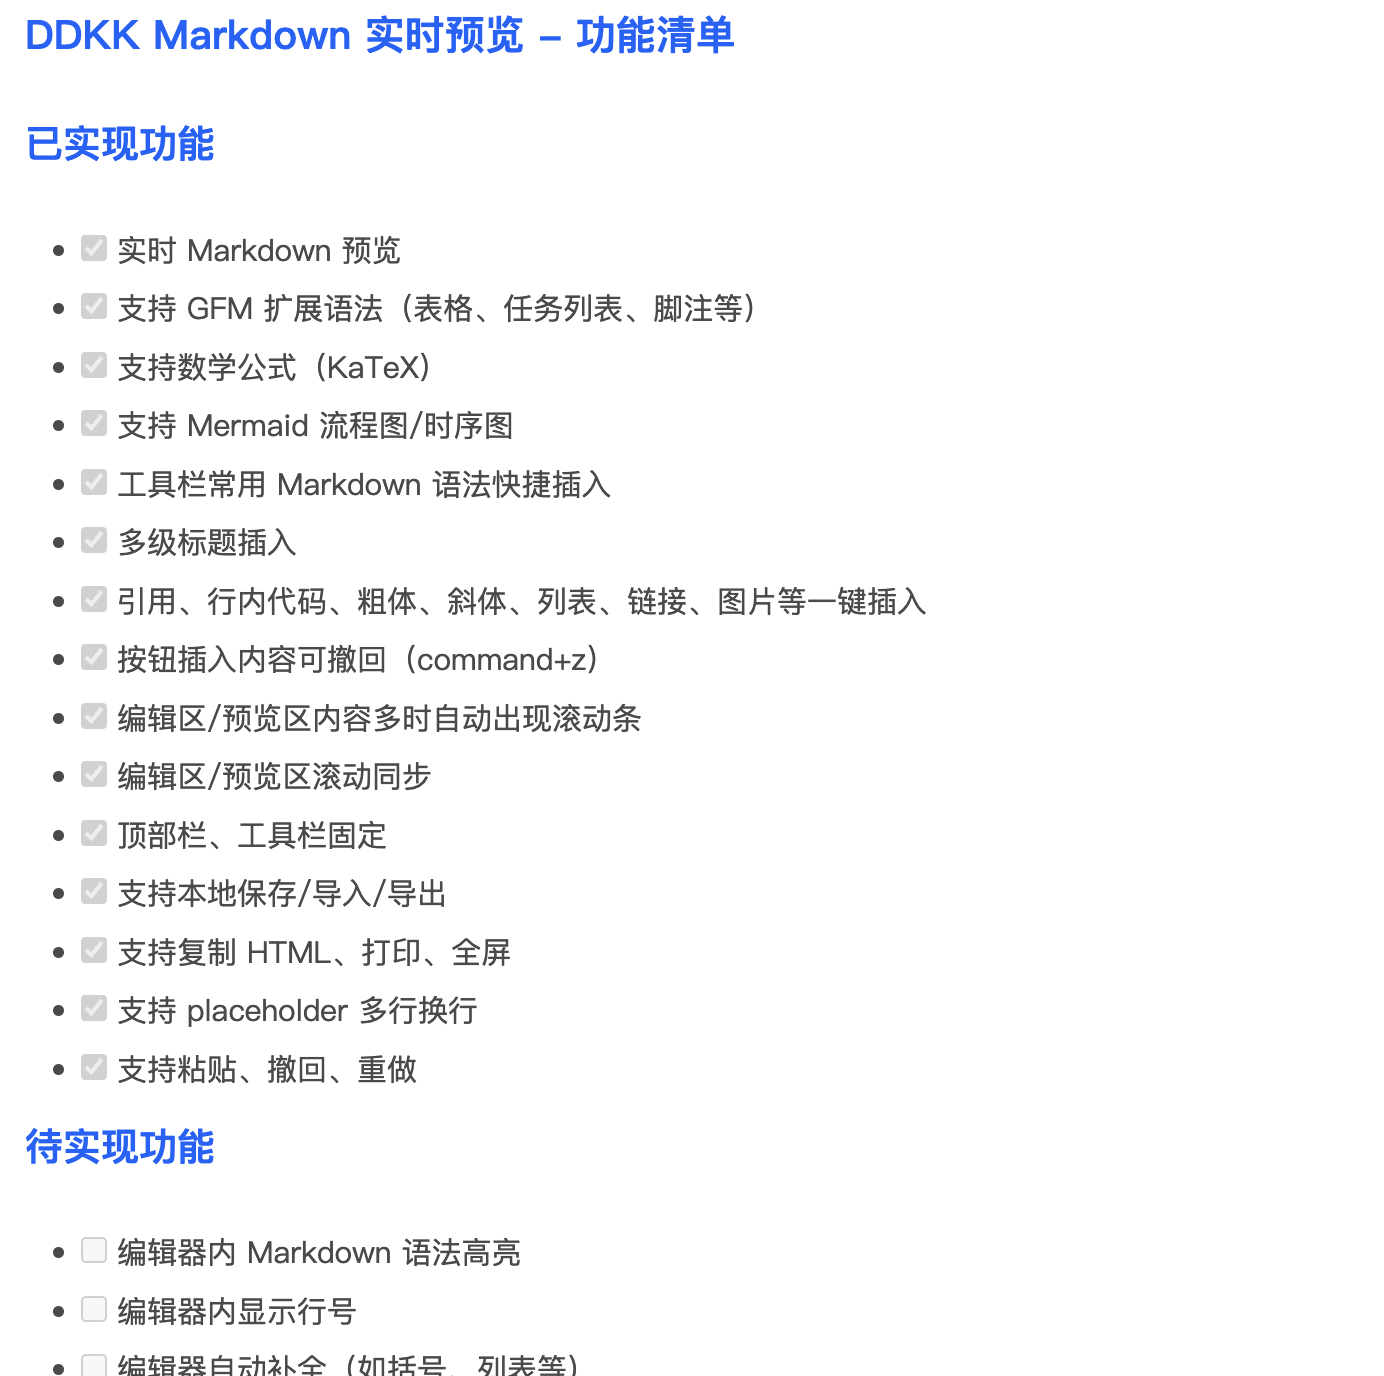 DDKK Markdown 实时预览 - 功能清单
已实现功能
实时 Markdown 预览
支持 GFM 扩展语法（表格、任务列表、脚注等）
支持数学公式（KaTeX）
支持 Mermaid 流程图/时序图
工具栏常用 Markdown 语法快捷插入
多级标题插入
引用、行内代码、粗体、斜体、列表、链接、图片等一键插入
按钮插入内容可撤回（command+z）
编辑区/预览区内容多时自动出现滚动条
编辑区/预览区滚动同步
顶部栏、工具栏固定
支持本地保存/导入/导出
支持复制 HTML、打印、全屏
支持 placeholder 多行换行
支持粘贴、撤回、重做
待实现功能
编辑器内 Markdown 语法高亮
编辑器内显示行号
编辑器自动补全（如括号、列表等）